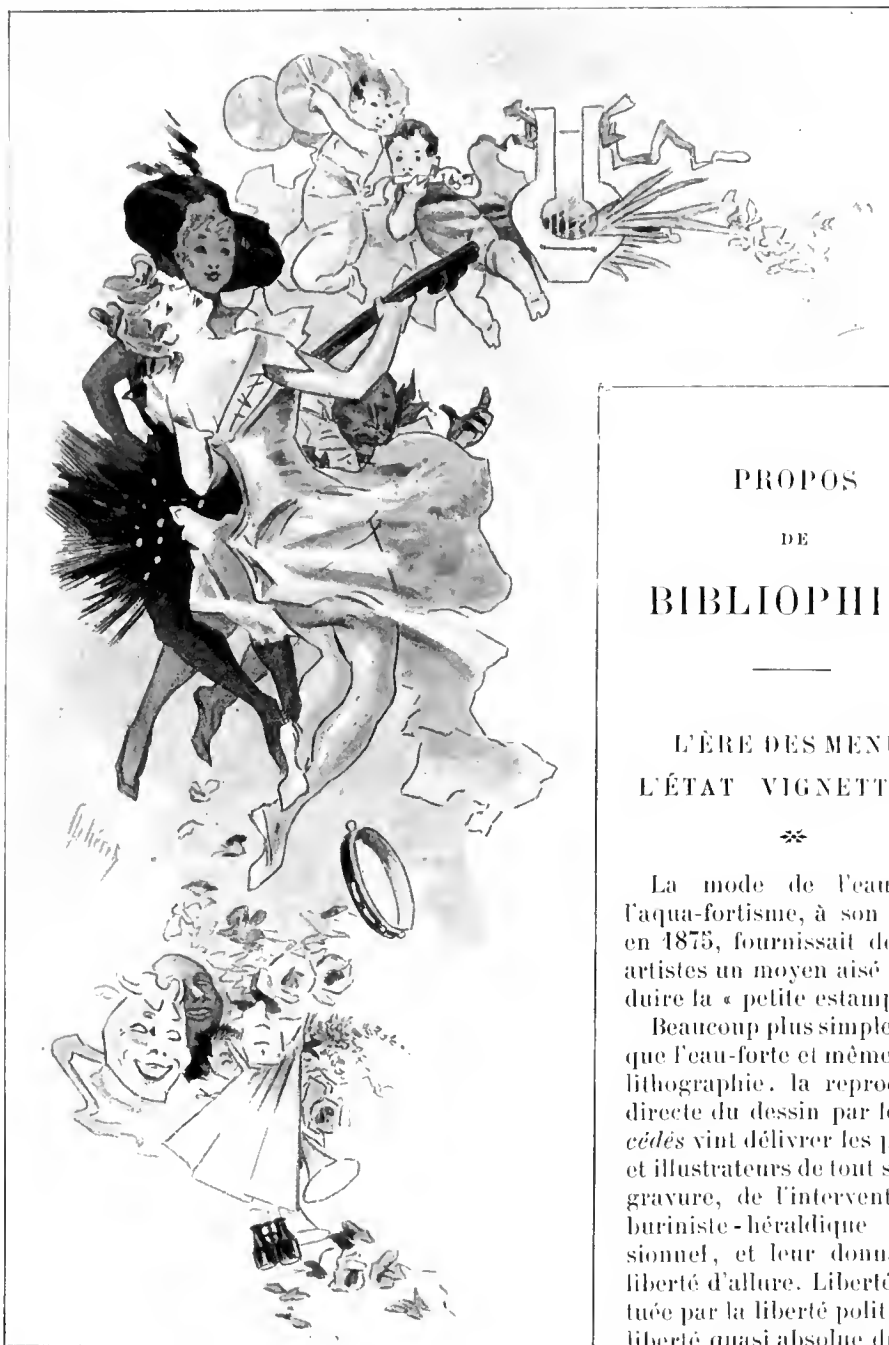 PROPOS
DE
BIBLIOPHI
L'ÈRE DES MENU
L'ÉTAT VIGNETT
La mode de l'eau
l'aqua-fortisme, à son
en 1875, fournissait de
artistes un moyen aisé
duire la « petite estamp
Beaucoup plus simple
que l'eau-forte et même
lithographie. la reproc
directe du dessin par le
cédés vint délivrer les p
et illustrateurs de tout s
gravure, de l'intervent
buriniste-héraldique
sionnel, et leur donna
liberté d'allure. Liberté
tuée par la liberté polit
liberté quasi absolue d